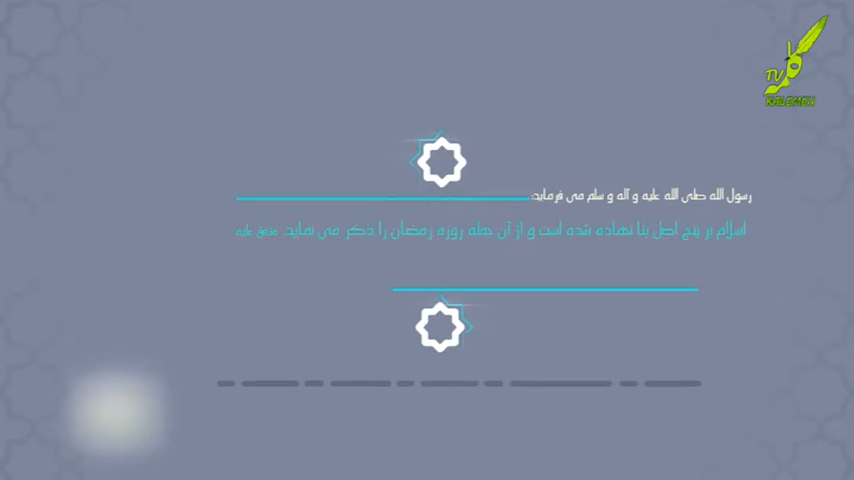 TV
KALEMEH
رسول الله صلی الله علیه و آله و سلم می فرماید:
اسلام بر پنج اصل بنا نهاده شده است و از آن جمله روزه رمضان را ذکر می نماید. متفق علیه